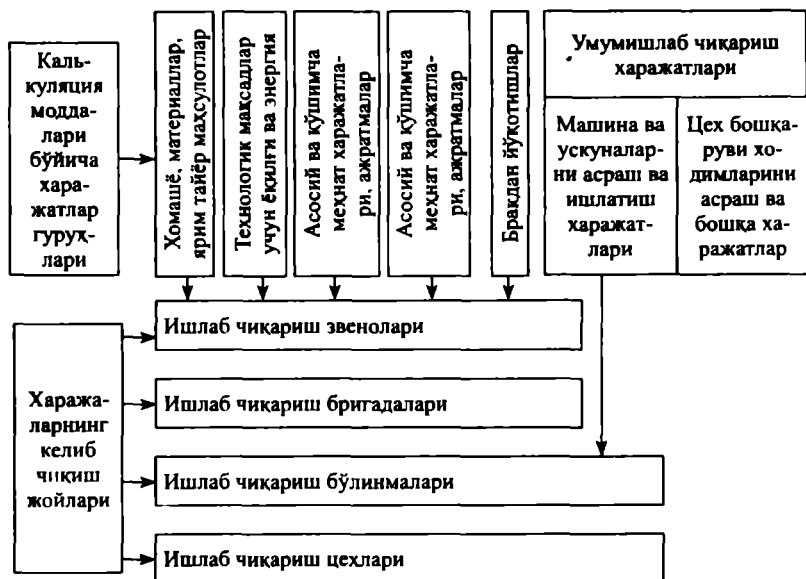 Каль-
куляция
моддала-
лари
бўйича
хара-
жатлар
гуруҳ-
лари
Хомашё, материаллар,
ярим тайёр маҳсулотлар
Технологик мақсадлар
учун ёқилғи ва энергия
Асосий ва қўшимча
меҳнат харажатла-
ри, ажратмалар
Асосий ва қўшимча
меҳнат харажатла-
ри, ажратмалар
Бракдан йўқотишлар
Умумишлаб чиқариш
харажатлари
Машина ва
ускуналар-
ни асраш ва
ишлатиш
харажат-
лари
Цех бошқа-
руви хо-
димларини
асраш ва
бошқа ха-
ражатлар
Хаража-
ларнинг
келиб
чиқиш
жойлари
Ишлаб чиқариш звенолари
Ишлаб чиқариш бригадалари
Ишлаб чиқариш бўлинмалари
Ишлаб чиқариш цехлари